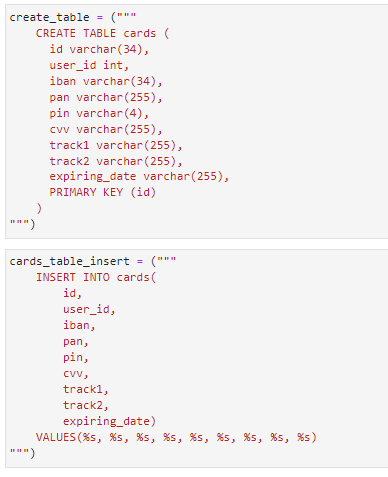 create_table = ("""
    CREATE TABLE cards (
      id varchar(34),
      user_id int,
      iban varchar(34),
      pan varchar(255),
      pin varchar(4),
      cvv varchar(255),
      track1 varchar(255),
      track2 varchar(255),
      expiring_date varchar(255),
      PRIMARY KEY (id)
    )
""")
cards_table_insert = ("""
    INSERT INTO cards(
        id,
        user_id,
        iban,
        pan,
        pin,
        cvv,
        track1,
        track2,
        expiring_date)
    VALUES(%s, %s, %s, %s, %s, %s, %s, %s, %s)
""")